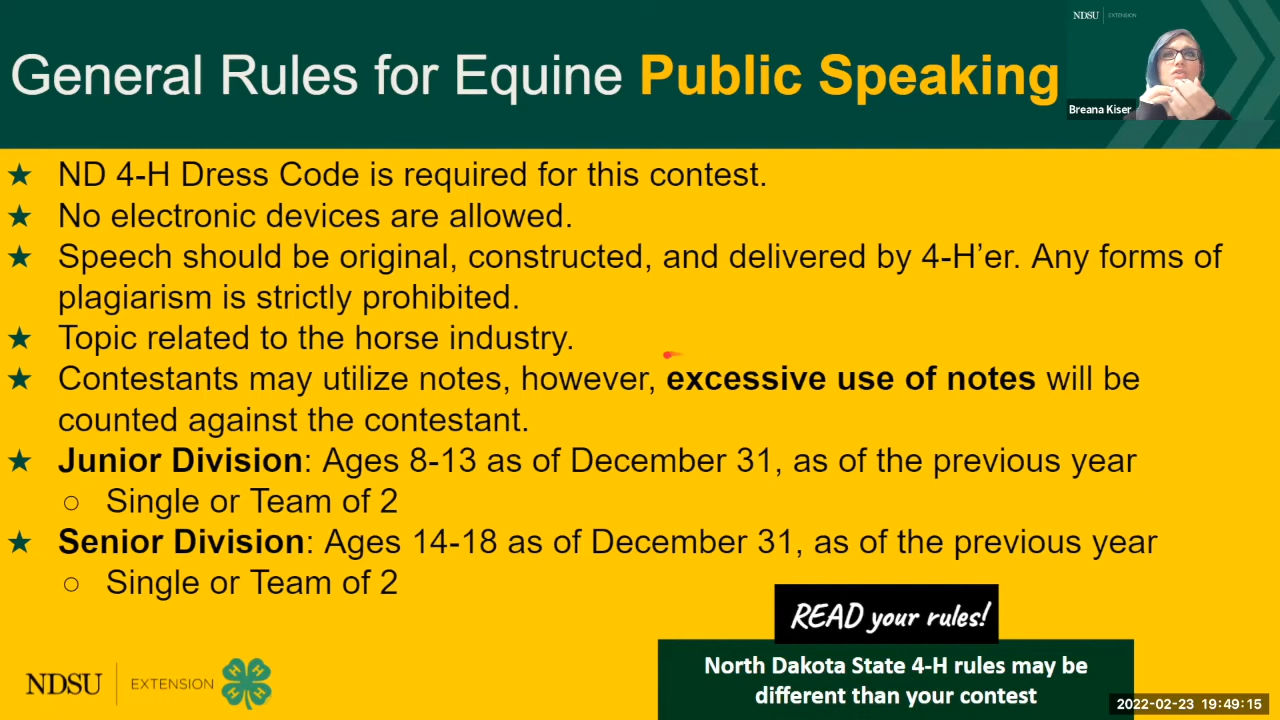 NDSU EXTENSION
General Rules for Equine Public Speaking
Breana Kiser
★ ND 4-H Dress Code is required for this contest.
★ No electronic devices are allowed.
★ Speech should be original, constructed, and delivered by 4-H’er. Any forms of
plagiarism is strictly prohibited.
★ Topic related to the horse industry.
★ Contestants may utilize notes, however, excessive use of notes will be
counted against the contestant.
★ Junior Division: Ages 8-13 as of December 31, as of the previous year
○ Single or Team of 2
★ Senior Division: Ages 14-18 as of December 31, as of the previous year
○ Single or Team of 2
READ your rules!
North Dakota State 4-H rules may be
different than your contest
NDSU EXTENSION
H H H H
2022-02-23 19:49:15